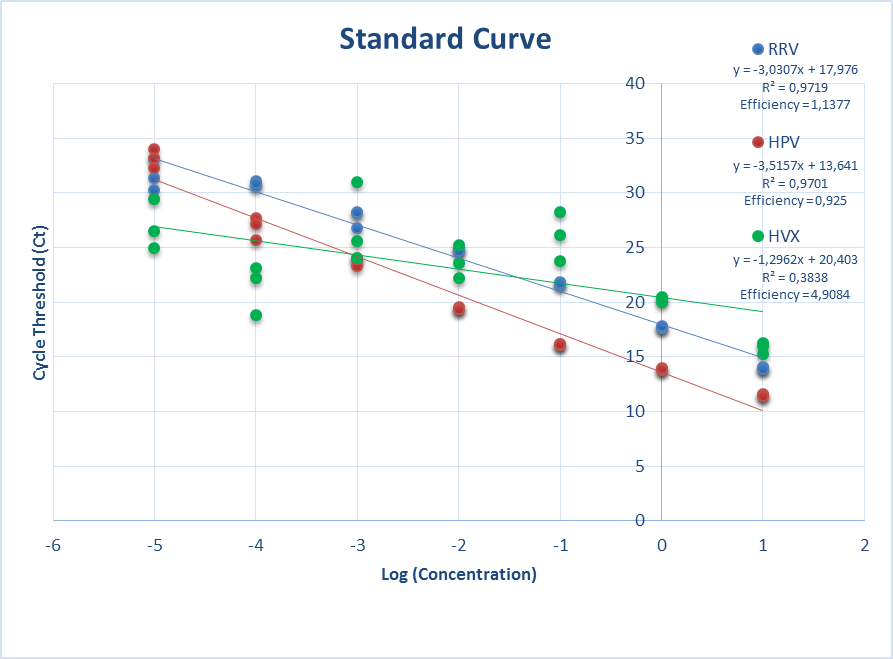 Standard Curve
RRV
y = -3,0307x + 17,976
R² = 0,9719
Efficiency = 1,1377
HPV
y = -3,5157x + 13,641
R² = 0,9701
Efficiency = 0,925
HVX
y = -1,2962x + 20,403
R² = 0,3838
Efficiency = 4,9084
40
35
30
25
20
15
10
5
0
Cycle Threshold (Ct)
-6 -5 -4 -3 -2 -1 0 1 2
Log (Concentration)